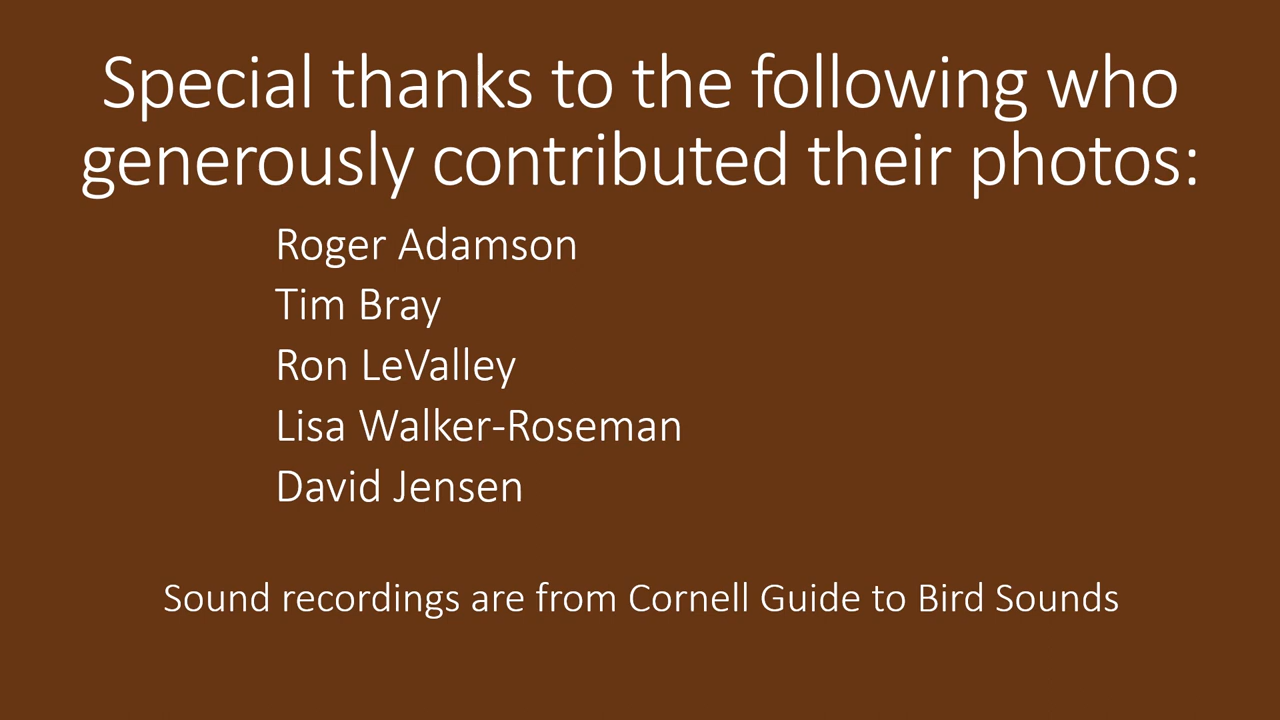 Special thanks to the following who
generously contributed their photos:
Roger Adamson
Tim Bray
Ron LeValley
Lisa Walker-Roseman
David Jensen
Sound recordings are from Cornell Guide to Bird Sounds